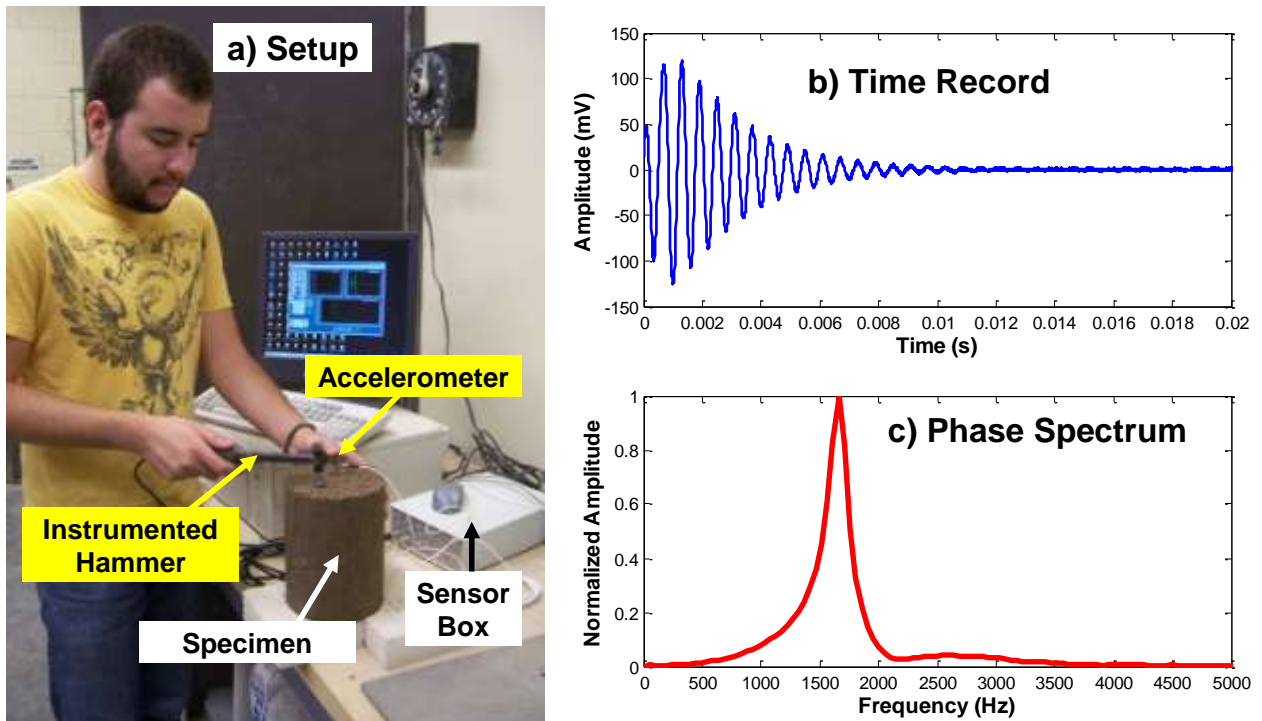 a) Setup
Accelerometer
Instrumented
Hammer
Specimen
Sensor
Box
b) Time Record
Amplitude (mV)
150
100
50
0
-50
-100
-150
0 0.002 0.004 0.006 0.008 0.01 0.012 0.014 0.016 0.018 0.02
Time (s)
c) Phase Spectrum
Normalized Amplitude
1
0.8
0.6
0.4
0.2
0
0 500 1000 1500 2000 2500 3000 3500 4000 4500 5000
Frequency (Hz)